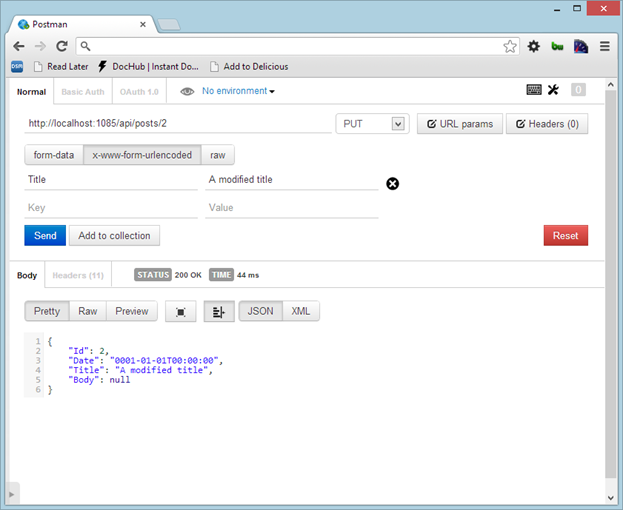 Postman
DSR Read Later DocHub | Instant Do... Add to Delicious
Normal Basic Auth OAuth 1.0 No environment 0
http://localhost:1085/api/posts/2 PUT URL params Headers (0)
form-data x-www-form-urlencoded raw
Title A modified title
Key Value
Send Add to collection Reset
Body Headers (11) STATUS 200 OK TIME 44 ms
Pretty Raw Preview JSON XML
1 {
2 "Id": 2,
3 "Date": "0001-01-01T00:00:00",
4 "Title": "A modified title",
5 "Body": null
6 }